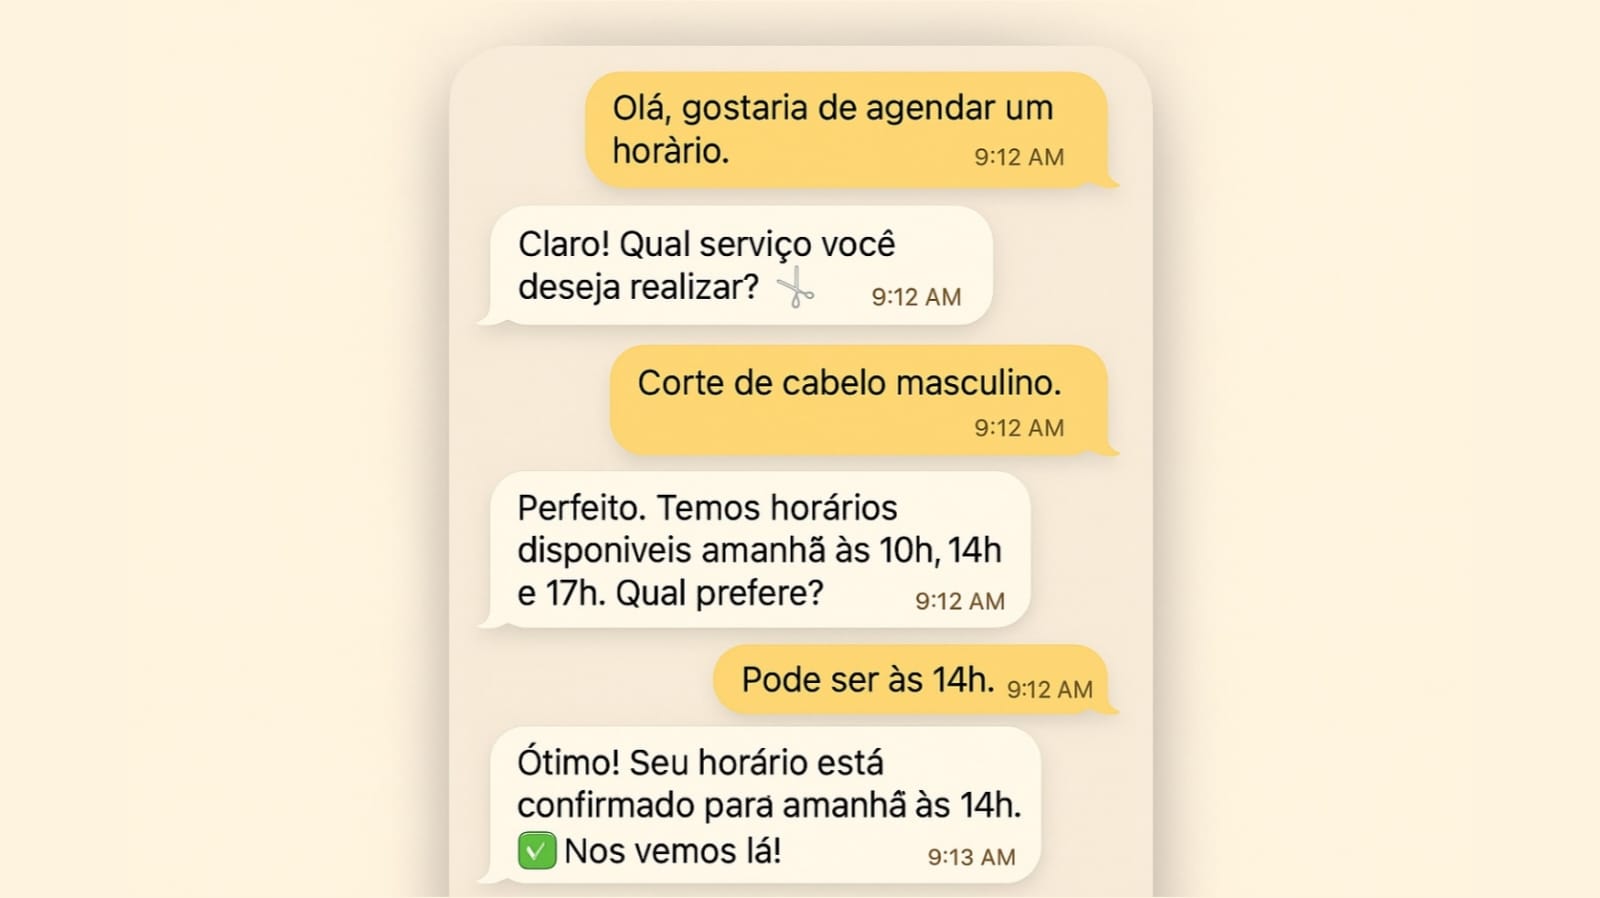 Olá, gostaria de agendar um
horàrio.
9:12 AM
Claro! Qual serviço você
deseja realizar?
9:12 AM
Corte de cabelo masculino.
9:12 AM
Perfeito. Temos horários
disponiveis amanhã às 10h, 14h
e 17h. Qual prefere?
9:12 AM
Pode ser às 14h. 9:12 AM
Ótimo! Seu horário está
confirmado para amanhã às 14h.
✅ Nos vemos lá!
9:13 AM